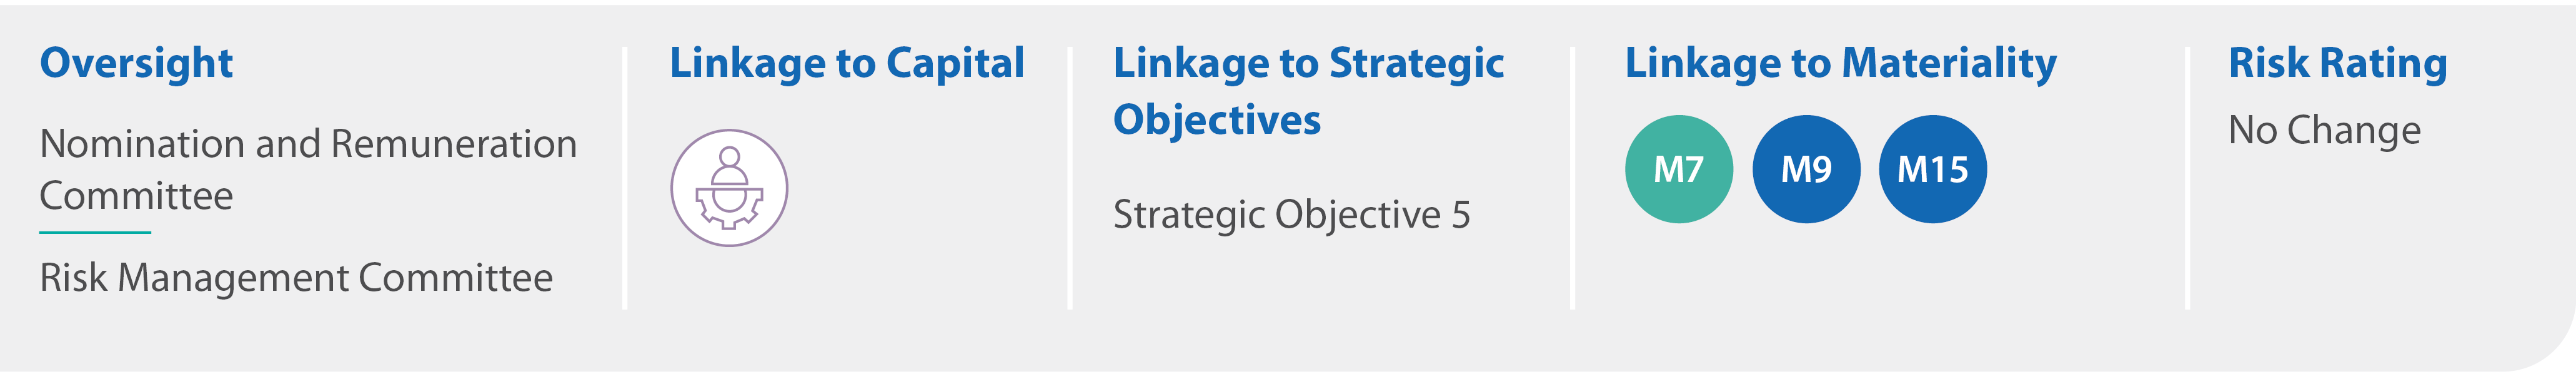 Oversight
Nomination and Remuneration
Committee
Risk Management Committee
Linkage to Capital
Linkage to Strategic
Objectives
Strategic Objective 5
Linkage to Materiality
M7 M9 M15
Risk Rating
No Change